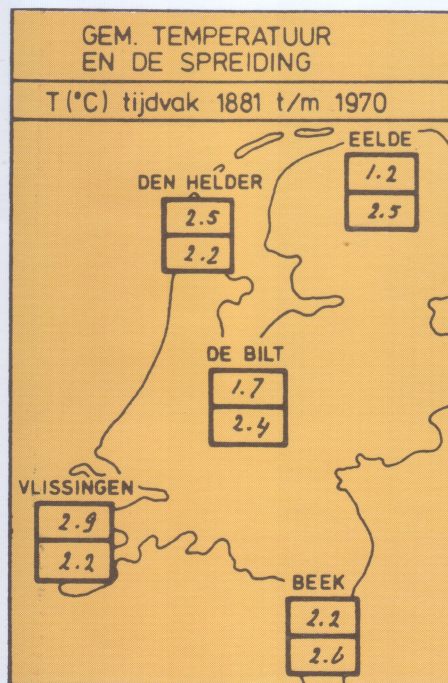 GEM. TEMPERATUUR
EN DE SPREIDING
T (°C) tijdvak 1881 t/m 1970
EELDE
1.2
2.5
DEN HELDER
2.5
2.2
DE BILT
1.7
2.4
VLISSINGEN
2.9
2.2
BEEK
2.2
2.6